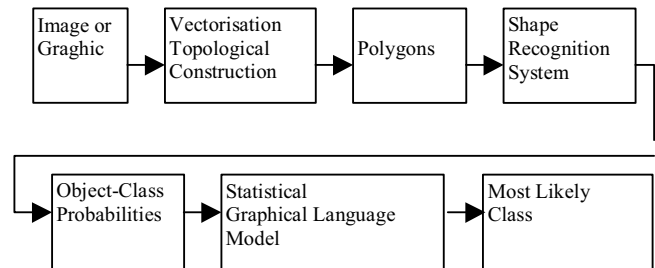 Image or
Graghic
Vectorisation
Topological
Construction
Polygons
Shape
Recognition
System
Object-Class
Probabilities
Statistical
Graphical Language
Model
Most Likely
Class